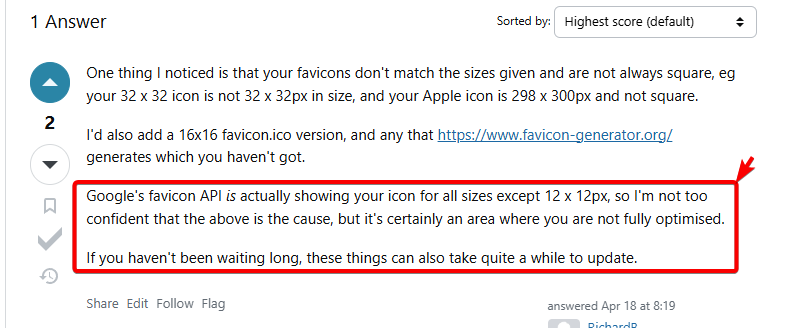 1 Answer
Sorted by: Highest score (default)
One thing I noticed is that your favicons don't match the sizes given and are not always square, eg
your 32 x 32 icon is not 32 x 32px in size, and your Apple icon is 298 x 300px and not square.
2
I'd also add a 16x16 favicon.ico version, and any that https://www.favicon-generator.org/
generates which you haven't got.
Google's favicon API is actually showing your icon for all sizes except 12 x 12px, so I'm not too
confident that the above is the cause, but it's certainly an area where you are not fully optimised.
If you haven't been waiting long, these things can also take quite a while to update.
Share Edit Follow Flag
answered Apr 18 at 8:19
RichardB